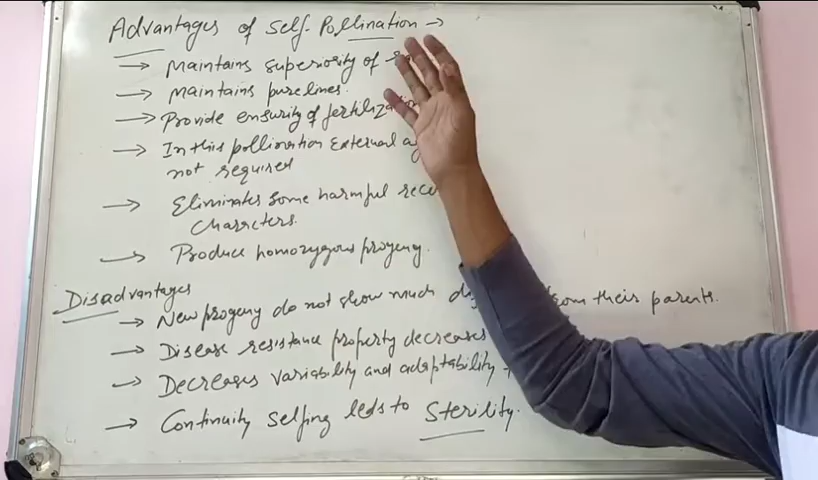 Advantages of Self-Pollination →
→ Maintains superiority of
→ Maintains purelines.
→ Provide ensurity of fertilization
→ In this pollination External
not required
→ Eliminates some harmful
characters.
→ Produce homozygous progeny.
Disadvantages
→ New progeny do not show much from their parents.
→ Disease resistance property decreases
→ Decreases variability and adaptability
→ Continuity selfing leds to Sterility.